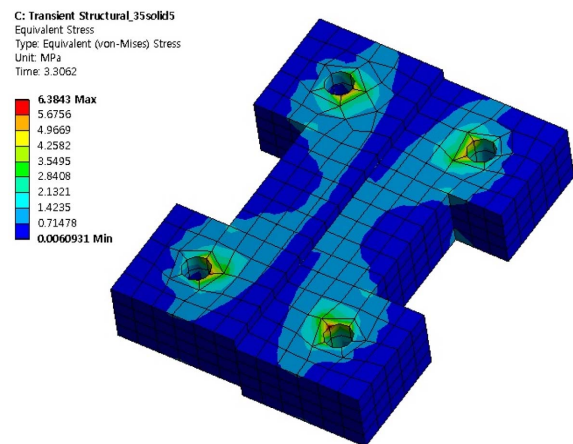 C: Transient Structural_35solid5
Equivalent Stress
Type: Equivalent (von-Mises) Stress
Unit: MPa
Time: 3.3062
6.3843 Max
5.6756
4.9669
4.2582
3.5495
2.8408
2.1321
1.4235
0.71478
0.0060931 Min